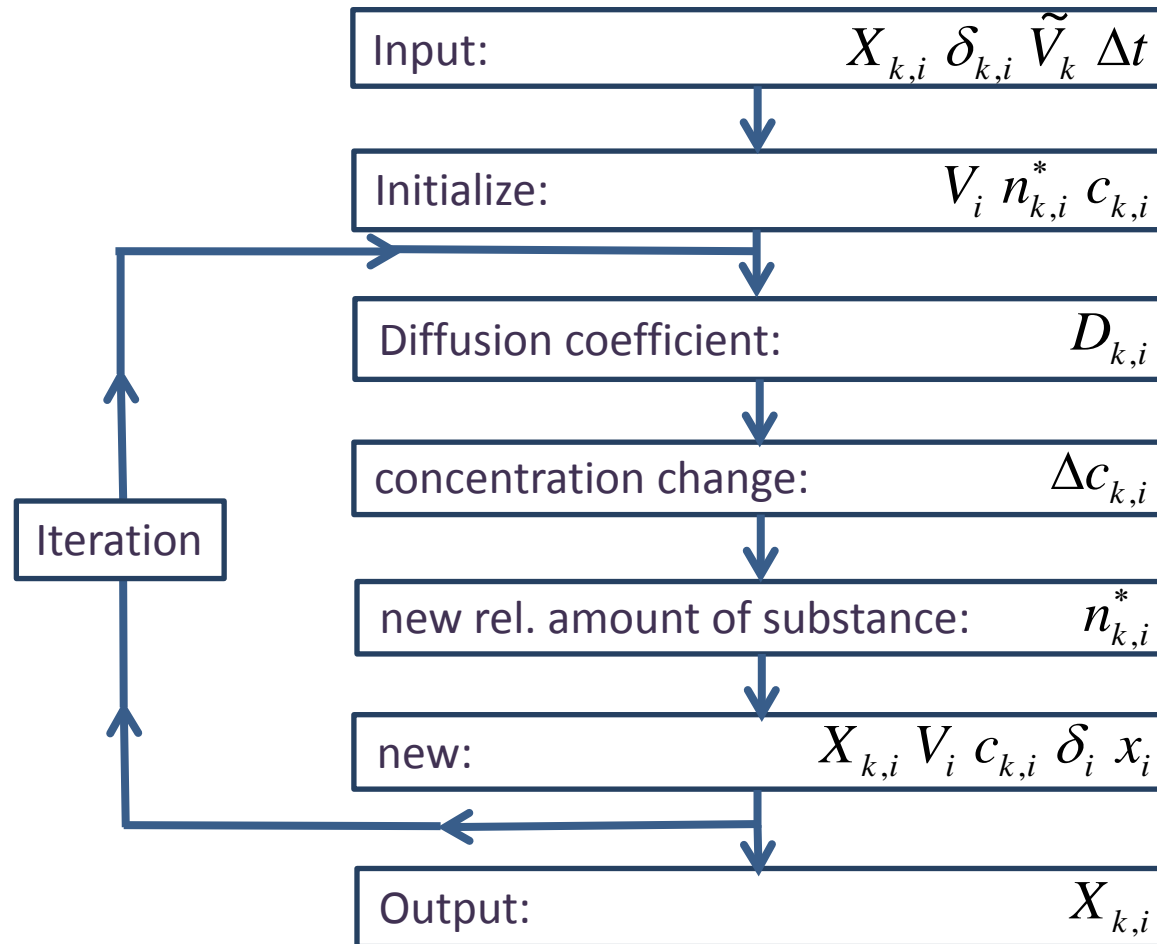 Input: X_{k,i} δ_{k,i} Ṽ_k Δt
Initialize: V_i n^*_{k,i} c_{k,i}
Diffusion coefficient: D_{k,i}
concentration change: Δc_{k,i}
Iteration
new rel. amount of substance: n^*_{k,i}
new: X_{k,i} V_i c_{k,i} δ_i x_i
Output: X_{k,i}